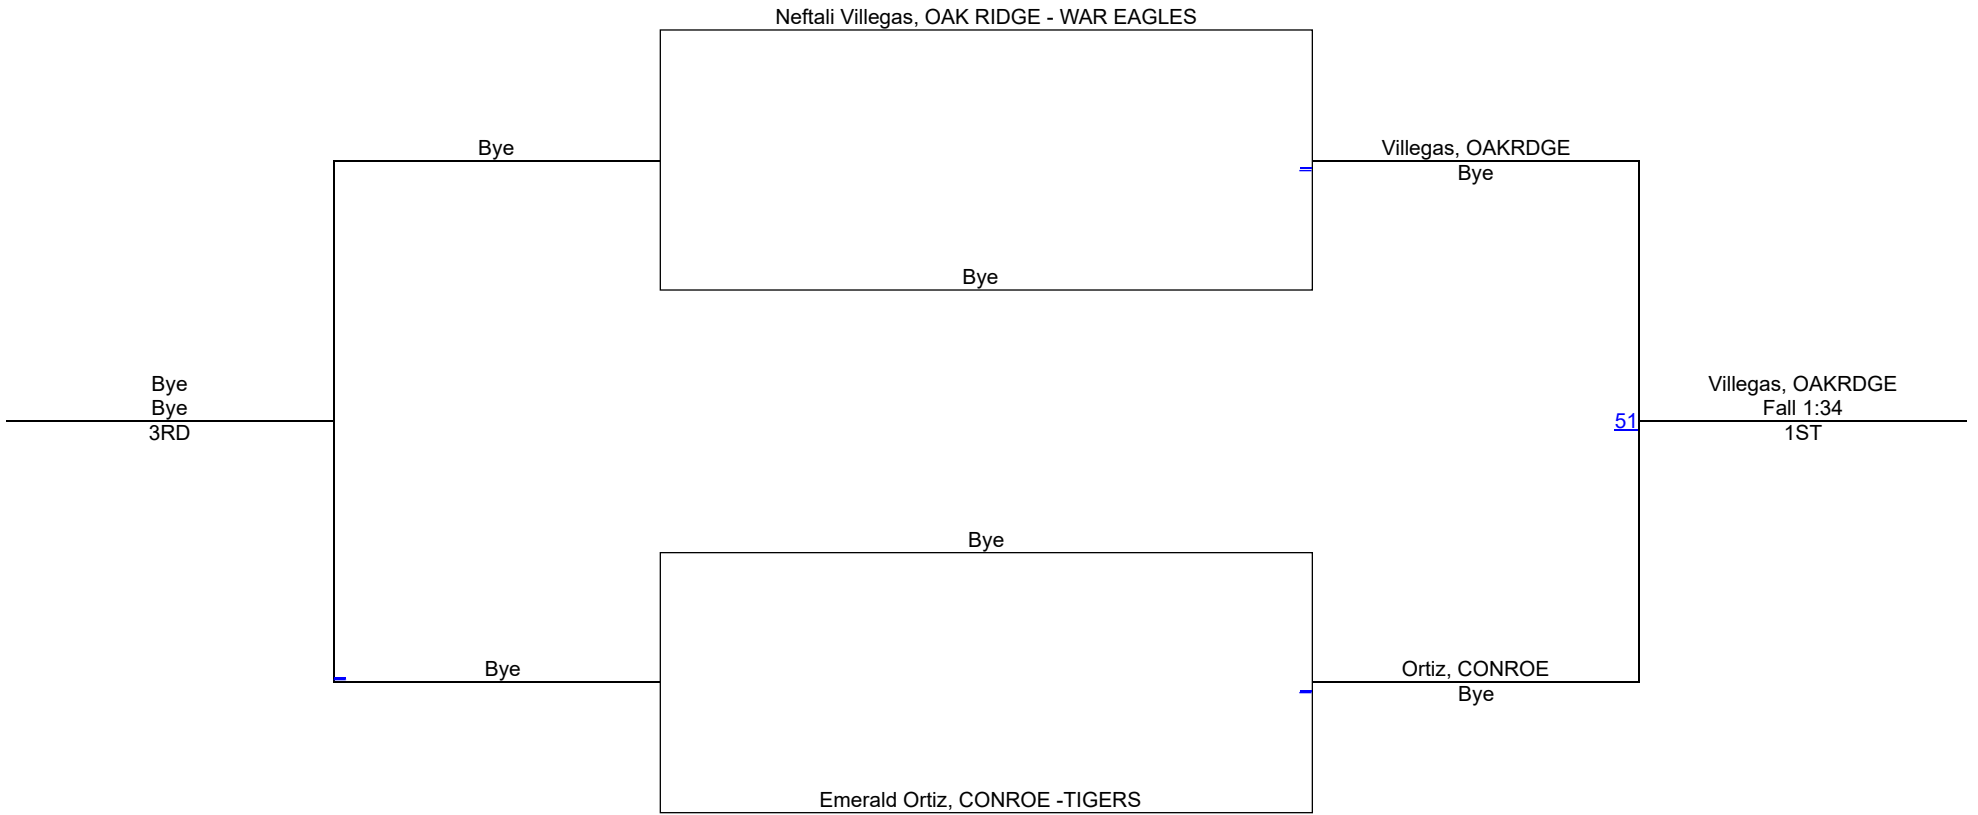 Neftali Villegas, OAK RIDGE - WAR EAGLES
Bye
Villegas, OAKRDGE
Bye
Bye
Bye
Bye
3RD
Villegas, OAKRDGE
Fall 1:34
1ST
51
Bye
Bye
Ortiz, CONROE
Bye
Emerald Ortiz, CONROE -TIGERS